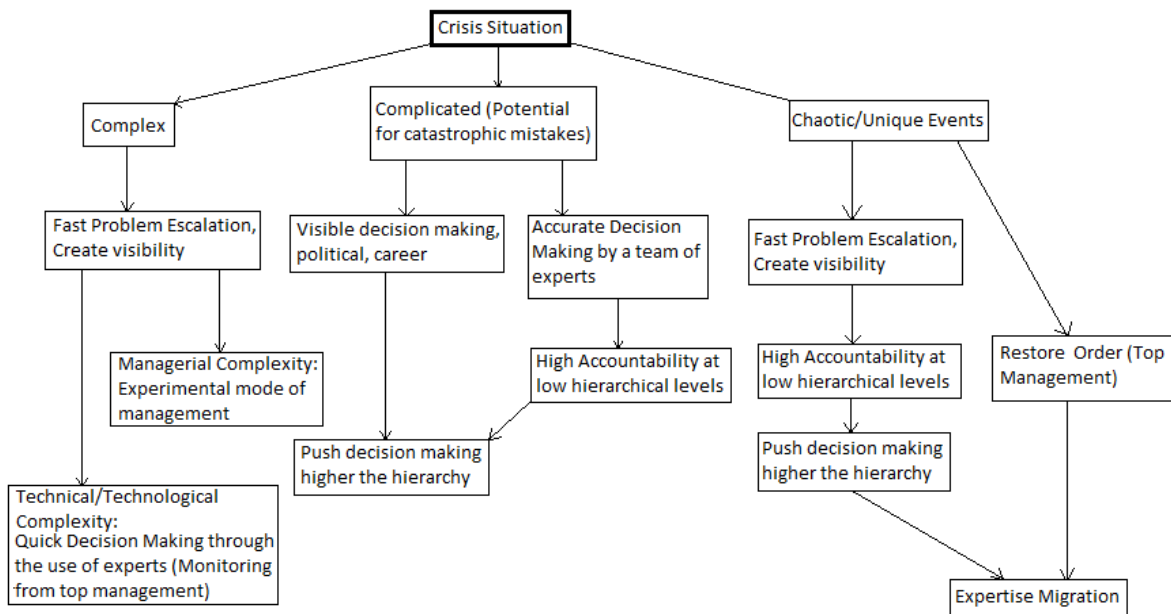 Crisis Situation
Complex
Complicated (Potential
for catastrophic mistakes)
Chaotic/Unique Events
Fast Problem Escalation,
Create visibility
Visible decision making,
political, career
Accurate Decision
Making by a team of
experts
Fast Problem Escalation,
Create visibility
Managerial Complexity:
Experimental mode of
management
High Accountability at
low hierarchical levels
High Accountability at
low hierarchical levels
Restore  Order (Top
Management)
Push decision making
higher the hierarchy
Push decision making
higher the hierarchy
Technical/Technological
Complexity:
Quick Decision Making through
the use of experts (Monitoring
from top management)
Expertise Migration